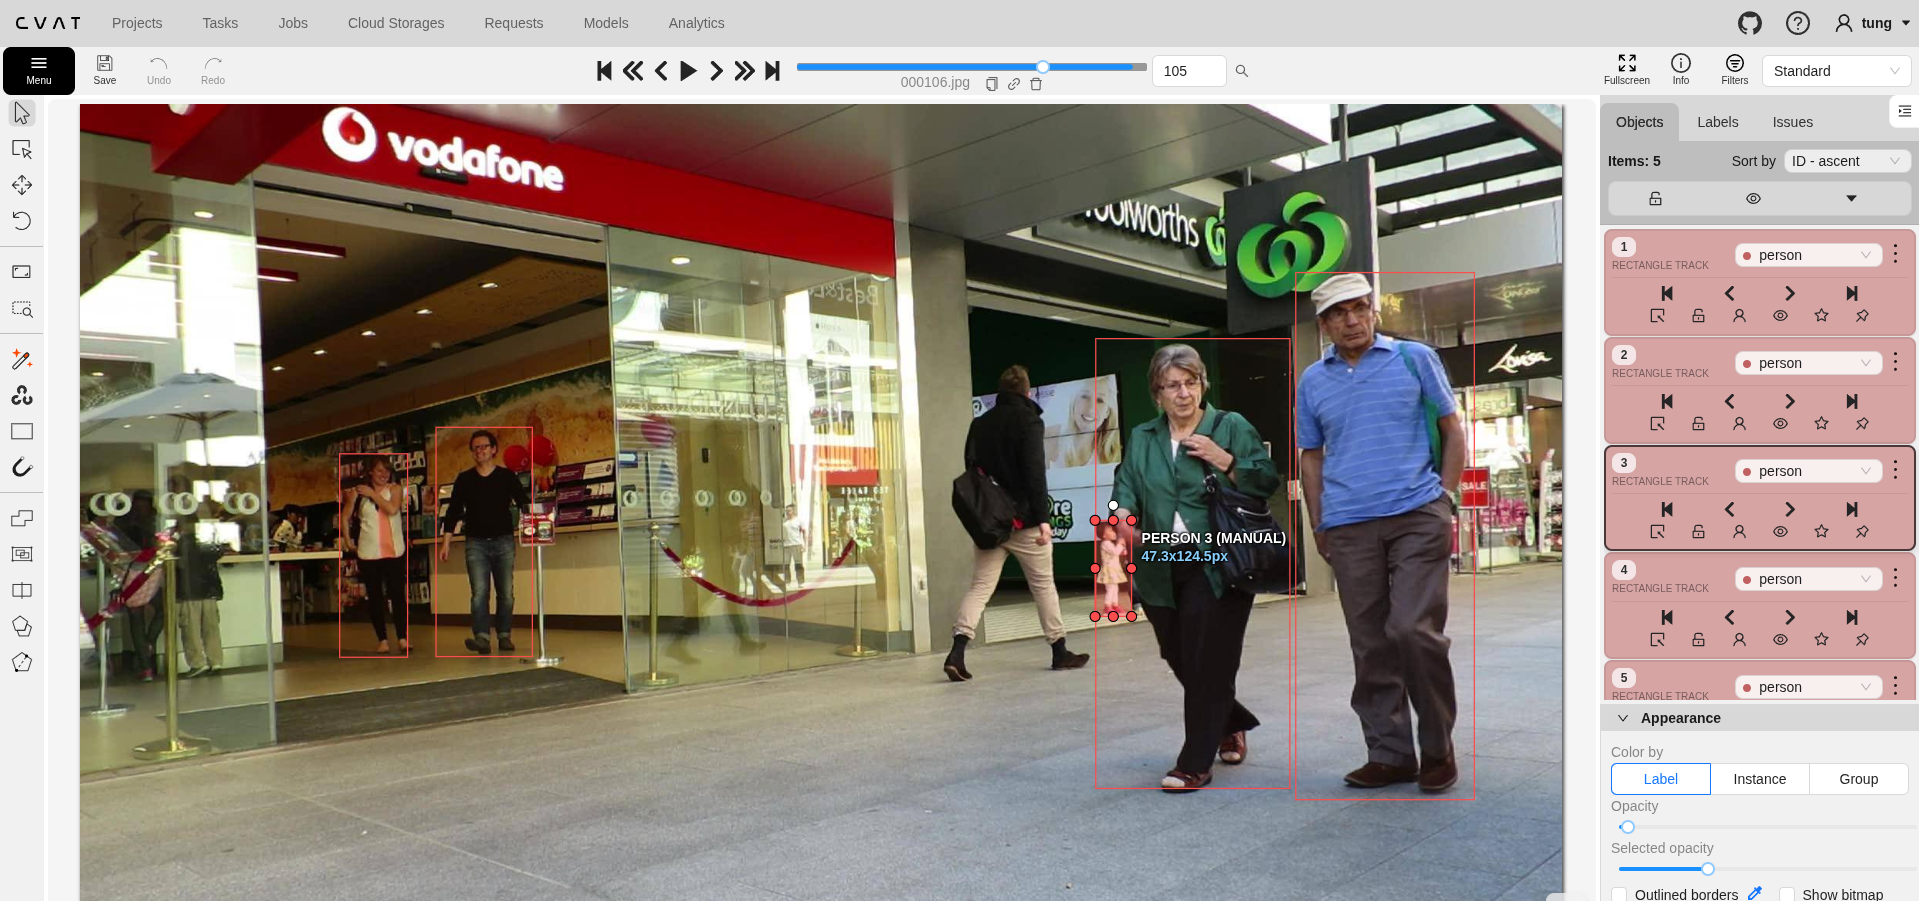 CVAT Projects Tasks Jobs Cloud Storages Requests Models Analytics tung
Menu Save Undo Redo 105 Fullscreen Info Filters Standard
000106.jpg
Objects Labels Issues
Items: 5 Sort by ID - ascent
1 person
RECTANGLE TRACK
2 person
RECTANGLE TRACK
3 person
RECTANGLE TRACK
4 person
RECTANGLE TRACK
5 person
RECTANGLE TRACK
Appearance
Color by
Label Instance Group
Opacity
Selected opacity
Outlined borders Show bitmap
vodafone
oolworths
Lovisa
SALE
PERSON 3 (MANUAL)
47.3x124.5px